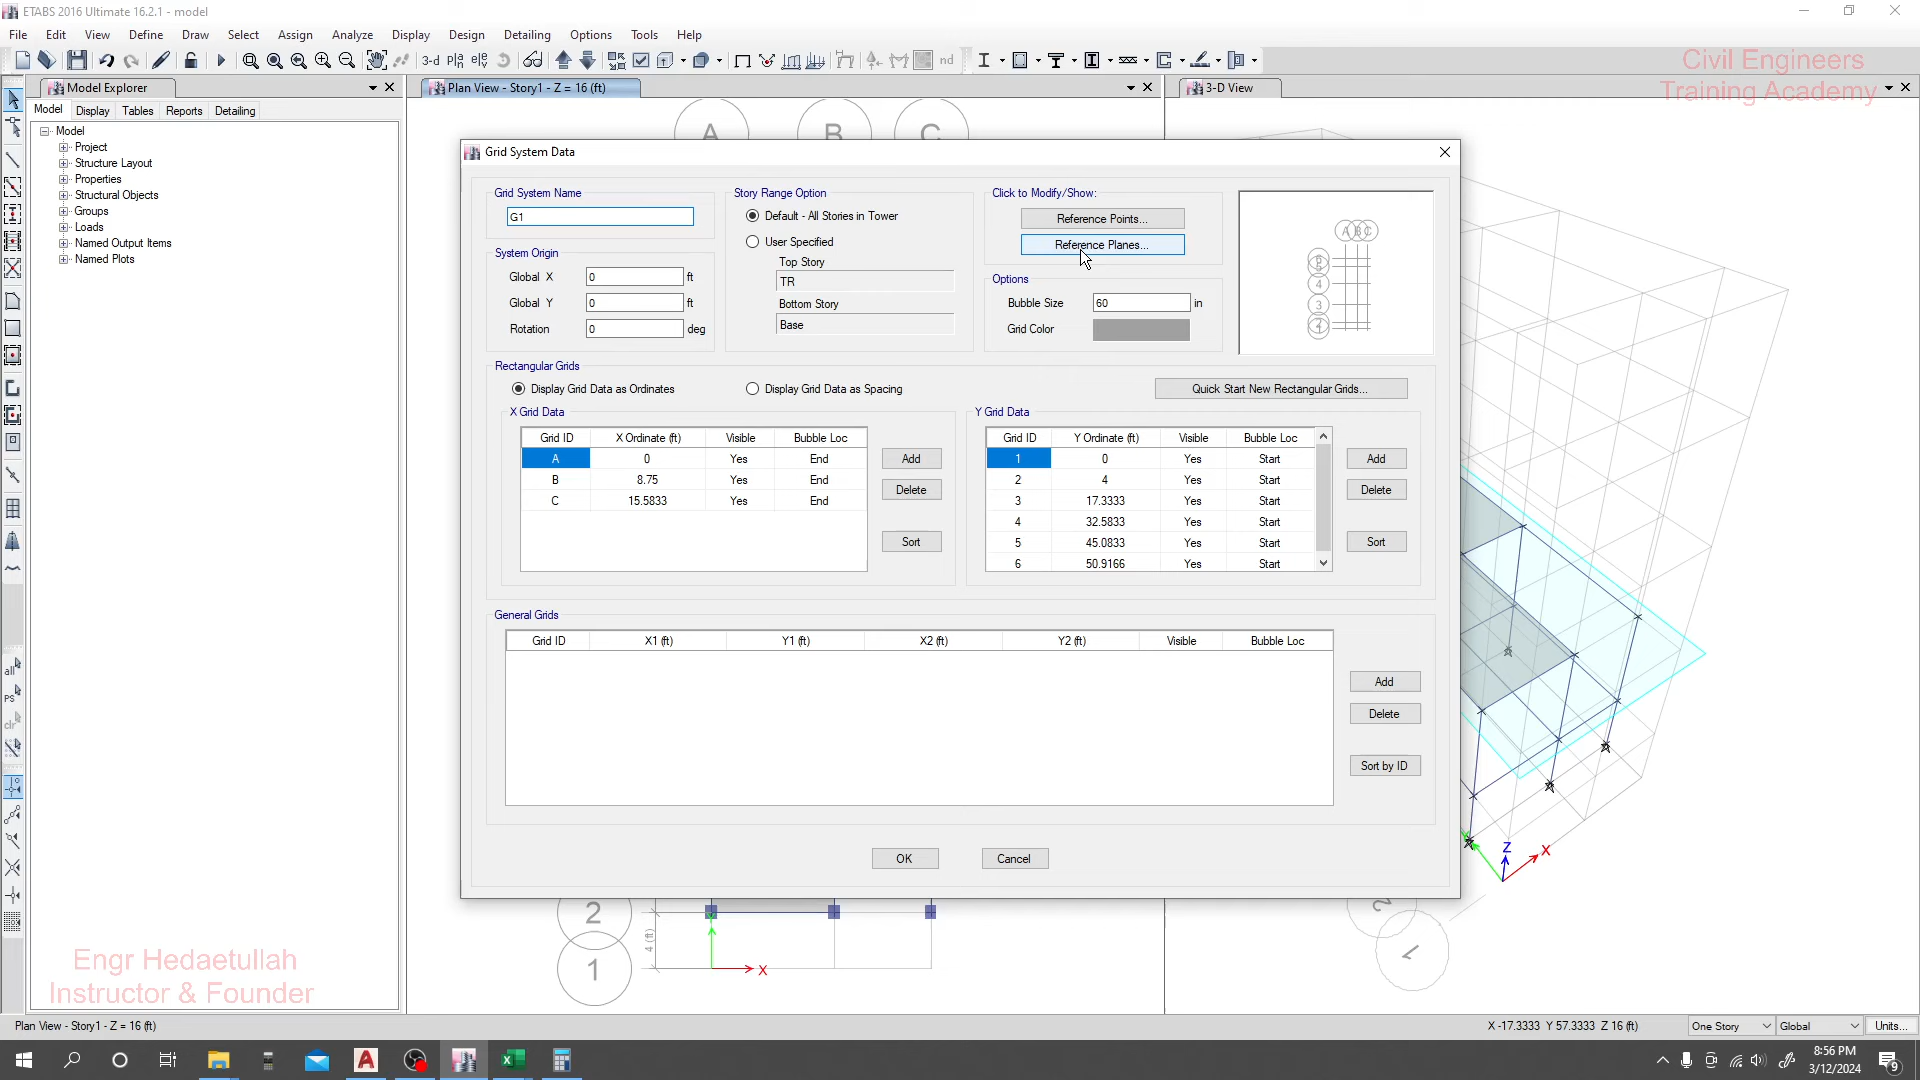 ETABS 2016 Ultimate 16.2.1 - model
File Edit View Define Draw Select Assign Analyze Display Design Detailing Options Tools Help
3-d nd
Civil Engineers
Training Academy
Model Explorer
Plan View - Story1 - Z = 16 (ft)
3-D View
Model Display Tables Reports Detailing
Model
Project
Structure Layout
Properties
Structural Objects
Groups
Loads
Named Output Items
Named Plots
A B C
Grid System Data
Grid System Name
G1
System Origin
Global X 0 ft
Global Y 0 ft
Rotation 0 deg
Story Range Option
Default - All Stories in Tower
User Specified
Top Story
TR
Bottom Story
Base
Click to Modify/Show:
Reference Points...
Reference Planes...
Options
Bubble Size 60 in
Grid Color
Rectangular Grids
Display Grid Data as Ordinates
Display Grid Data as Spacing
Quick Start New Rectangular Grids...
X Grid Data
Grid ID X Ordinate (ft) Visible Bubble Loc
A 0 Yes End
B 8.75 Yes End
C 15.5833 Yes End
Add
Delete
Sort
Y Grid Data
Grid ID Y Ordinate (ft) Visible Bubble Loc
1 0 Yes Start
2 4 Yes Start
3 17.3333 Yes Start
4 32.5833 Yes Start
5 45.0833 Yes Start
6 50.9166 Yes Start
Add
Delete
Sort
General Grids
Grid ID X1 (ft) Y1 (ft) X2 (ft) Y2 (ft) Visible Bubble Loc
Add
Delete
Sort by ID
OK
Cancel
all
PS
clr
2
4 (ft)
1
X
Z
X
2
1
Engr Hedaetullah
Instructor & Founder
Plan View - Story1 - Z = 16 (ft)
X -17.3333 Y 57.3333 Z 16 (ft)
One Story
Global
Units...
8:56 PM
3/12/2024
9